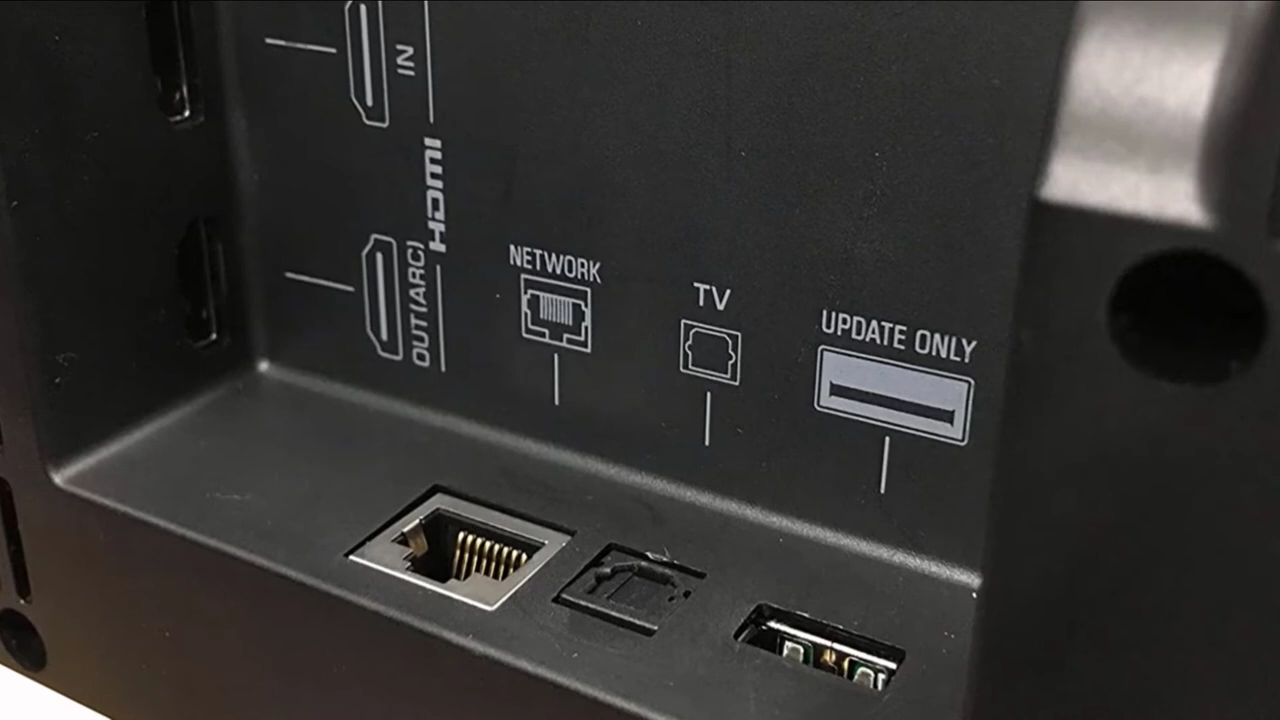 IN
HDMI
OUT(ARC)
NETWORK
TV
UPDATE ONLY